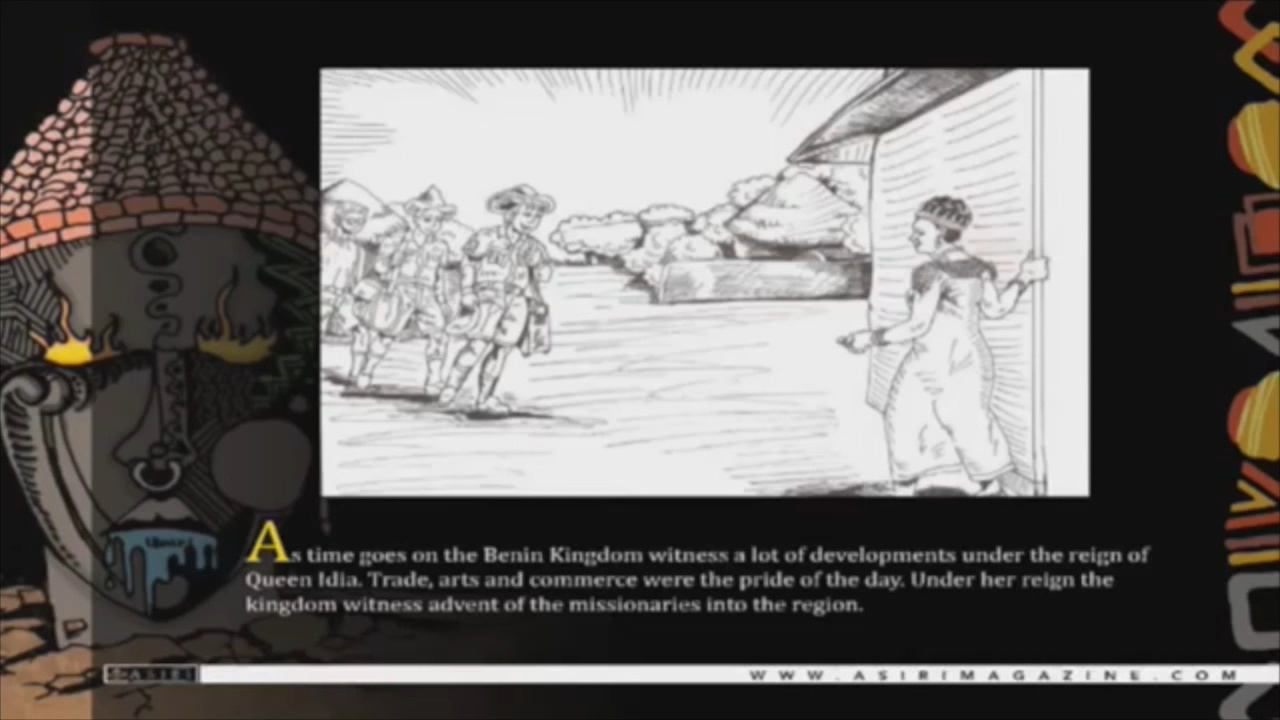 As time goes on the Benin Kingdom witness a lot of developments under the reign of
Queen Idia. Trade, arts and commerce were the pride of the day. Under her reign the
kingdom witness advent of the missionaries into the region.
ASIRI
WWW.ASIRIMAGAZINE.COM